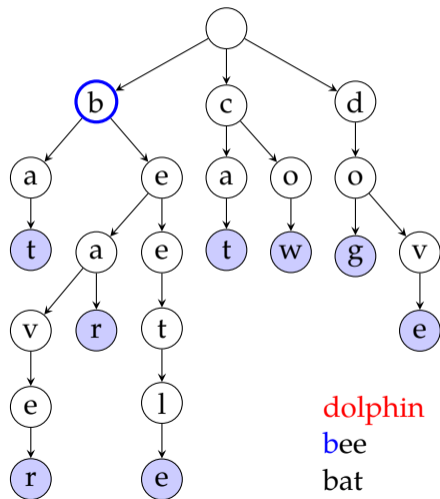 b c d
a e a o o
t a e t w g v
v r t e
e l
r e
dolphin
bee
bat